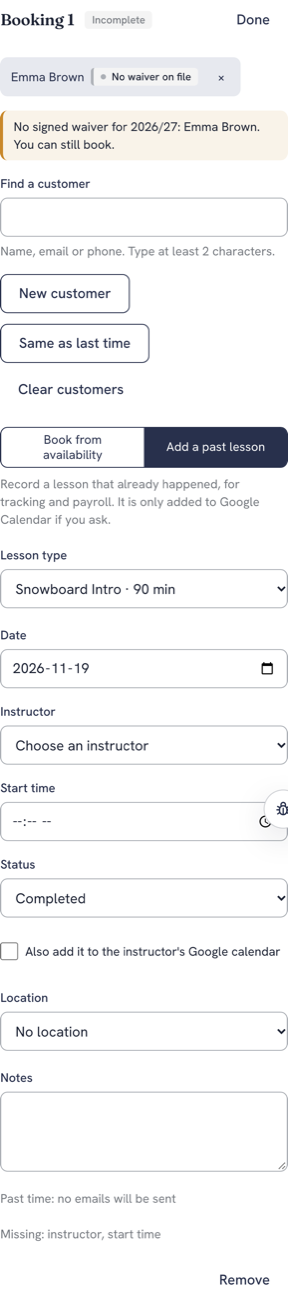 Booking 1 Incomplete Done
Emma Brown No waiver on file ×
No signed waiver for 2026/27: Emma Brown.
You can still book.
Find a customer
Name, email or phone. Type at least 2 characters.
New customer
Same as last time
Clear customers
Book from
availability
Add a past lesson
Record a lesson that already happened, for
tracking and payroll. It is only added to Google
Calendar if you ask.
Lesson type
Snowboard Intro · 90 min
Date
2026-11-19
Instructor
Choose an instructor
Start time
--:-- --
Status
Completed
Also add it to the instructor's Google calendar
Location
No location
Notes
Past time: no emails will be sent
Missing: instructor, start time
Remove